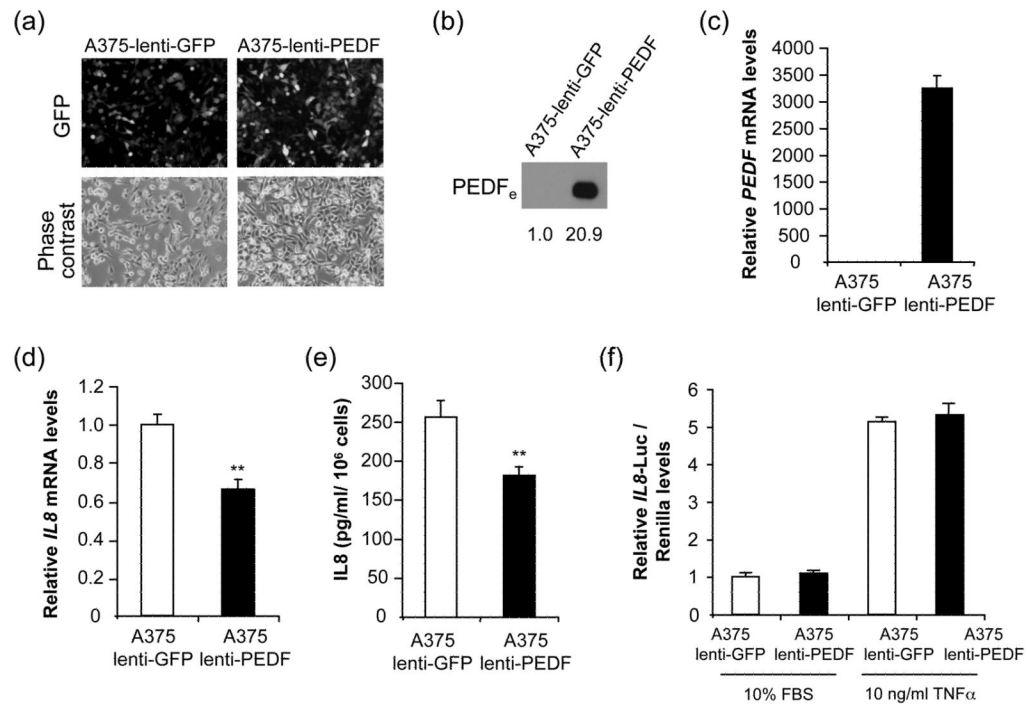 (a)
A375-lenti-GFP A375-lenti-PEDF
GFP
Phase
contrast
(b)
A375-lenti-GFP
A375-lenti-PEDF
PEDFe
1.0 20.9
(c)
Relative PEDF mRNA levels
4000
3500
3000
2500
2000
1500
1000
500
0
A375
lenti-GFP
A375
lenti-PEDF
(d)
Relative IL8 mRNA levels
1.2
1.0
0.8
0.6
0.4
0.2
0
**
A375
lenti-GFP
A375
lenti-PEDF
(e)
IL8 (pg/ml/ 10⁶ cells)
300
250
200
150
100
50
0
**
A375
lenti-GFP
A375
lenti-PEDF
(f)
Relative IL8-Luc /
Renilla levels
6
5
4
3
2
1
0
A375
lenti-GFP
A375
lenti-PEDF
A375
lenti-GFP
A375
lenti-PEDF
10% FBS
10 ng/ml TNFα